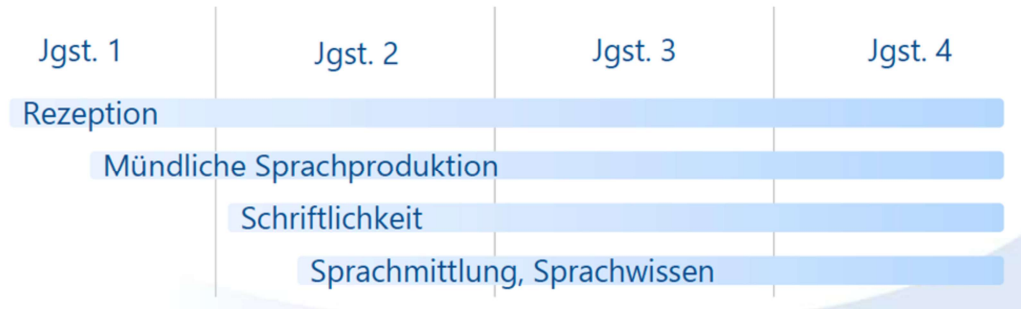 Jgst. 1
Jgst. 2
Jgst. 3
Jgst. 4
Rezeption
Mündliche Sprachproduktion
Schriftlichkeit
Sprachmittlung, Sprachwissen